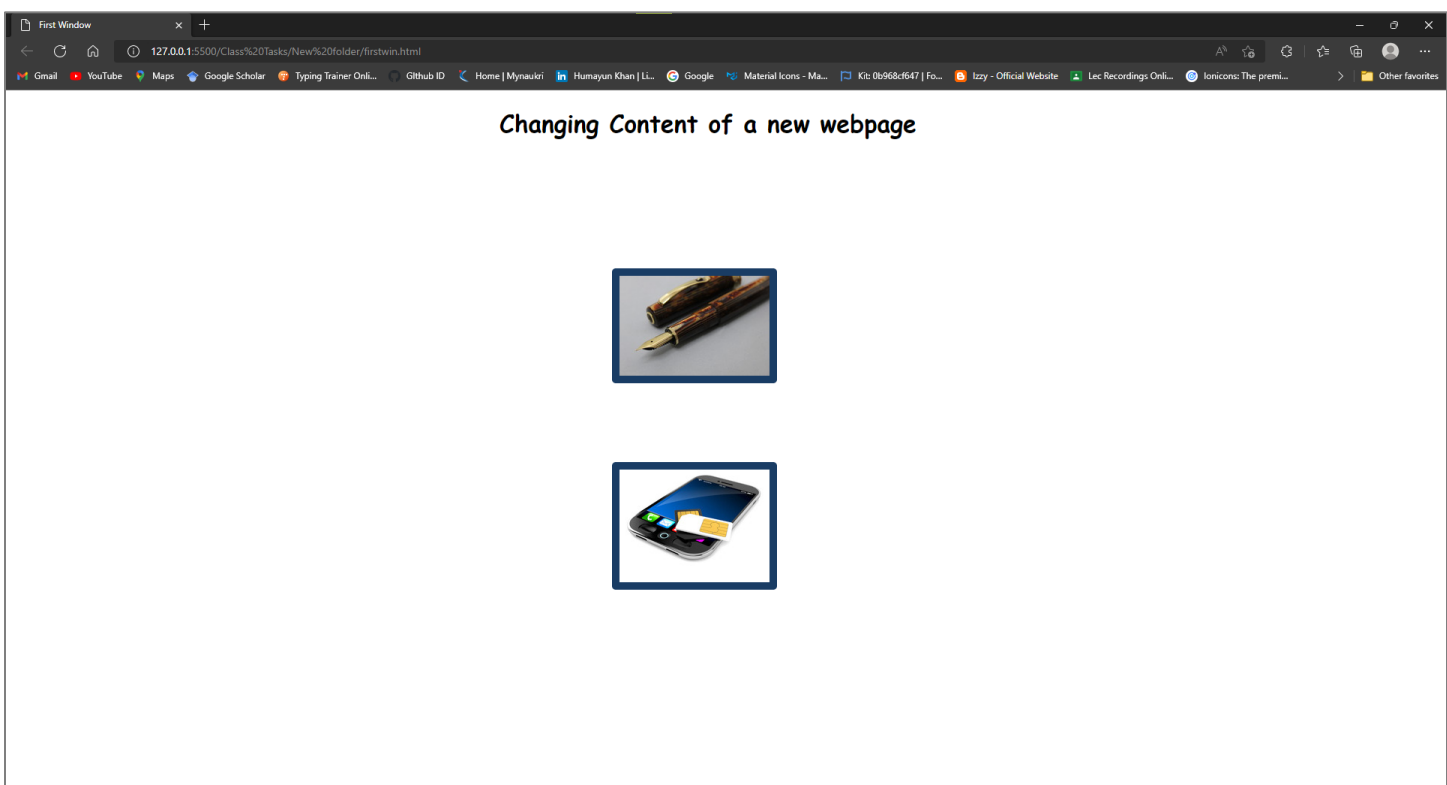 First Window
127.0.0.1:5500/Class%20Tasks/New%20folder/firstwin.html
Gmail YouTube Maps Google Scholar Typing Trainer Onli... GIthub ID Home | Mynaukri Humayun Khan | Li... Google Material Icons - Ma... Kit: 0b968cf647 | Fo... Izzy - Official Website Lec Recordings Onli... Ionicons: The premi... Other favorites
Changing Content of a new webpage